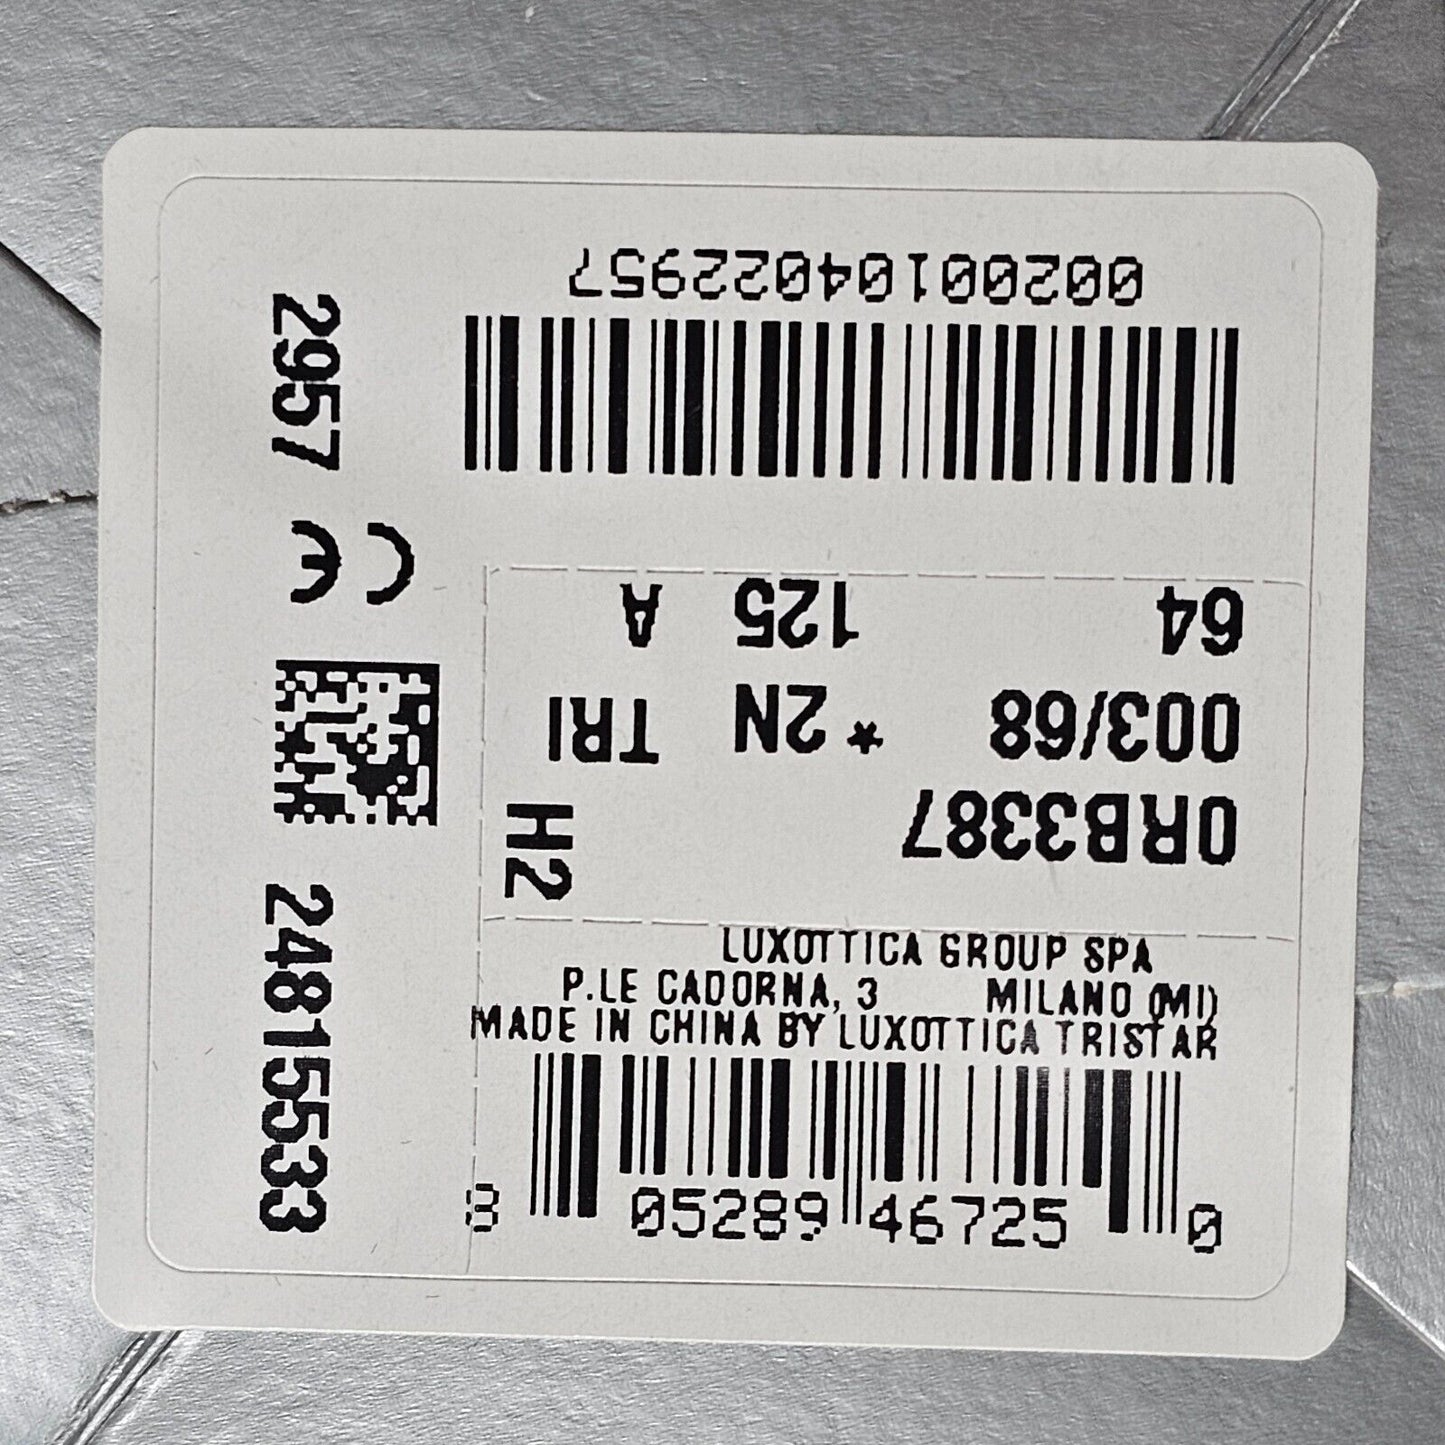 00200104022957
2957
CE
24815533
0RB3387
003/68 * 2N TRI
64 125 A
H2
LUXOTTICA GROUP SPA
P.LE CADORNA, 3 MILANO (MI)
MADE IN CHINA BY LUXOTTICA TRISTAR
8 05289 46725 0